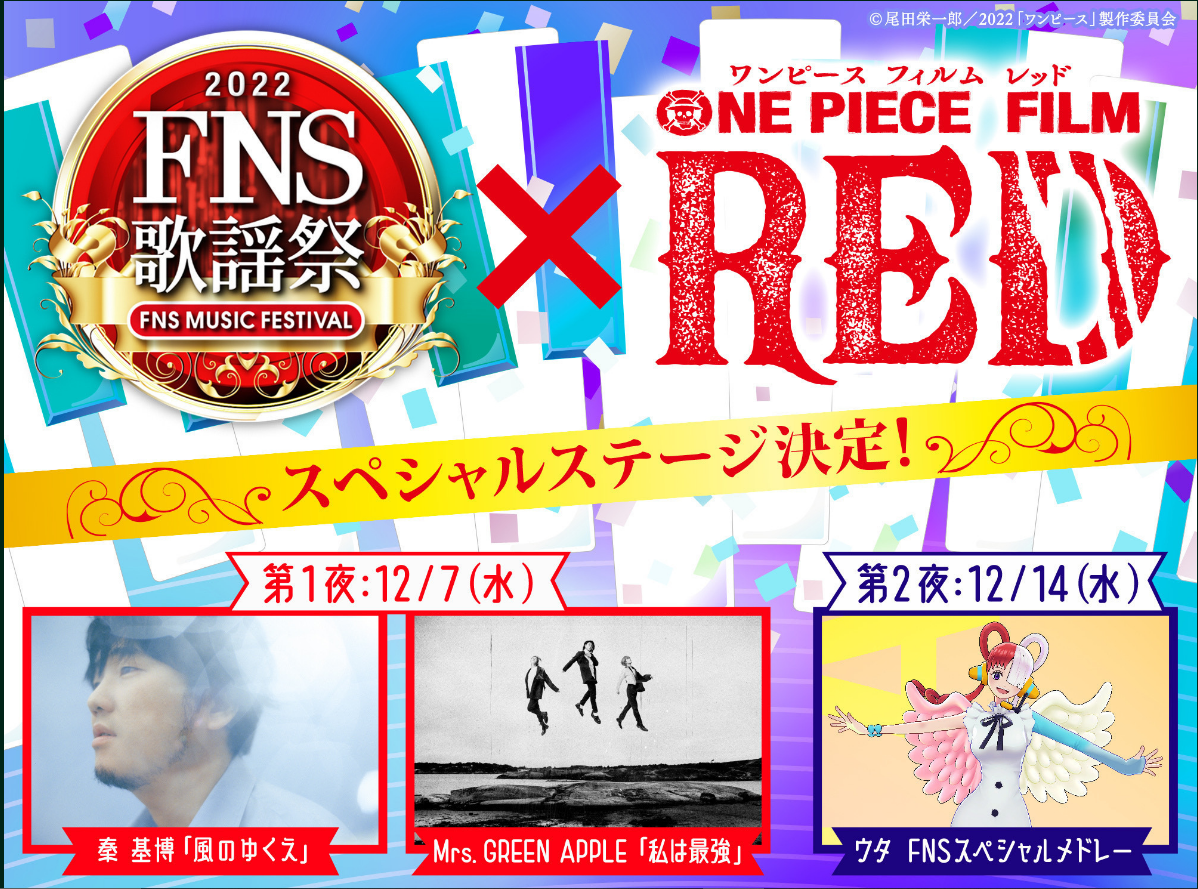 ©尾田栄一郎／2022「ワンピース」製作委員会
2022
FNS
歌謡祭
FNS MUSIC FESTIVAL
×
ワンピース フィルム レッド
ONE PIECE FILM
RED
スペシャルステージ決定!
第1夜:12/7(水)
秦 基博「風のゆくえ」
Mrs. GREEN APPLE「私は最強」
第2夜:12/14(水)
ウタ FNSスペシャルメドレー